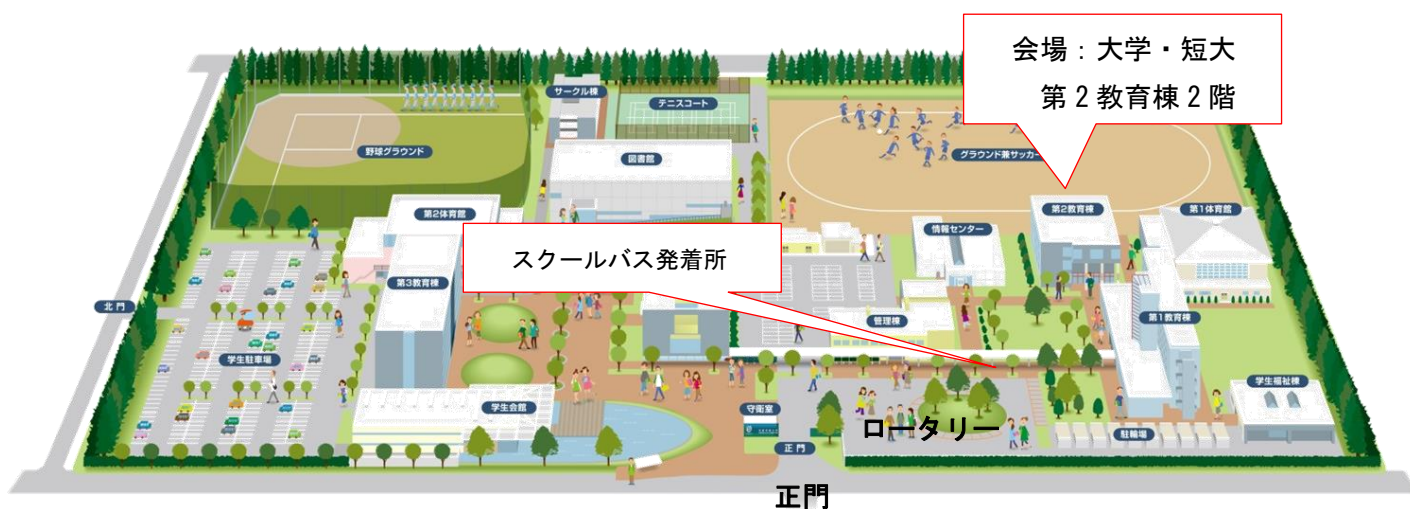 会場：大学・短大
第２教育棟２階
サークル棟
テニスコート
野球グラウンド
図書館
グラウンド兼サッカー
第2体育館
第2教育棟
第1体育館
情報センター
スクールバス発着所
第3教育棟
北門
管理棟
第1教育棟
学生駐車場
学生福祉棟
学生会館
守衛室
ロータリー
駐輪場
正門
正門